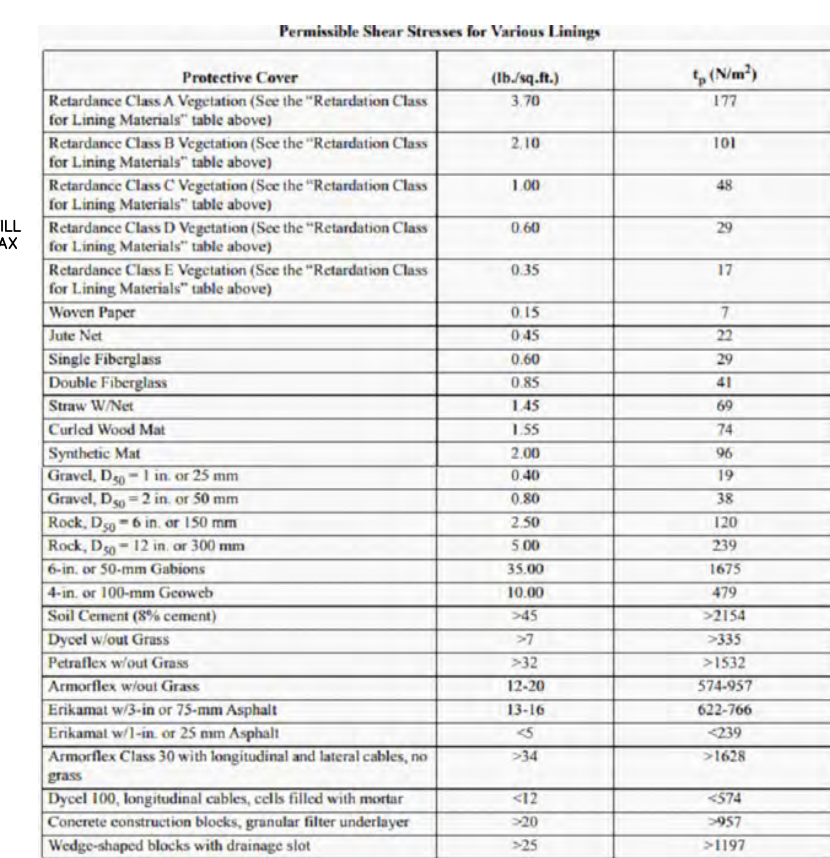 Permissible Shear Stresses for Various Linings
Protective Cover (lb./sq.ft.) tp (N/m²)
Retardance Class A Vegetation (See the "Retardation Class 3.70 177
for Lining Materials" table above)
Retardance Class B Vegetation (See the "Retardation Class 2.10 101
for Lining Materials" table above)
Retardance Class C Vegetation (See the "Retardation Class 1.00 48
for Lining Materials" table above)
ILL
AX
Retardance Class D Vegetation (See the "Retardation Class 0.60 29
for Lining Materials" table above)
Retardance Class E Vegetation (See the "Retardation Class 0.35 17
for Lining Materials" table above)
Woven Paper 0.15 7
Jute Net 0.45 22
Single Fiberglass 0.60 29
Double Fiberglass 0.85 41
Straw W/Net 1.45 69
Curled Wood Mat 1.55 74
Synthetic Mat 2.00 96
Gravel, D50 = 1 in. or 25 mm 0.40 19
Gravel, D50 = 2 in. or 50 mm 0.80 38
Rock, D50 = 6 in. or 150 mm 2.50 120
Rock, D50 = 12 in. or 300 mm 5.00 239
6-in. or 50-mm Gabions 35.00 1675
4-in. or 100-mm Geoweb 10.00 479
Soil Cement (8% cement) >45 >2154
Dycel w/out Grass >7 >335
Petraflex w/out Grass >32 >1532
Armorflex w/out Grass 12-20 574-957
Erikamat w/3-in or 75-mm Asphalt 13-16 622-766
Erikamat w/1-in. or 25 mm Asphalt <5 <239
Armorflex Class 30 with longitudinal and lateral cables, no >34 >1628
grass
Dycel 100, longitudinal cables, cells filled with mortar <12 <574
Concrete construction blocks, granular filter underlayer >20 >957
Wedge-shaped blocks with drainage slot >25 >1197